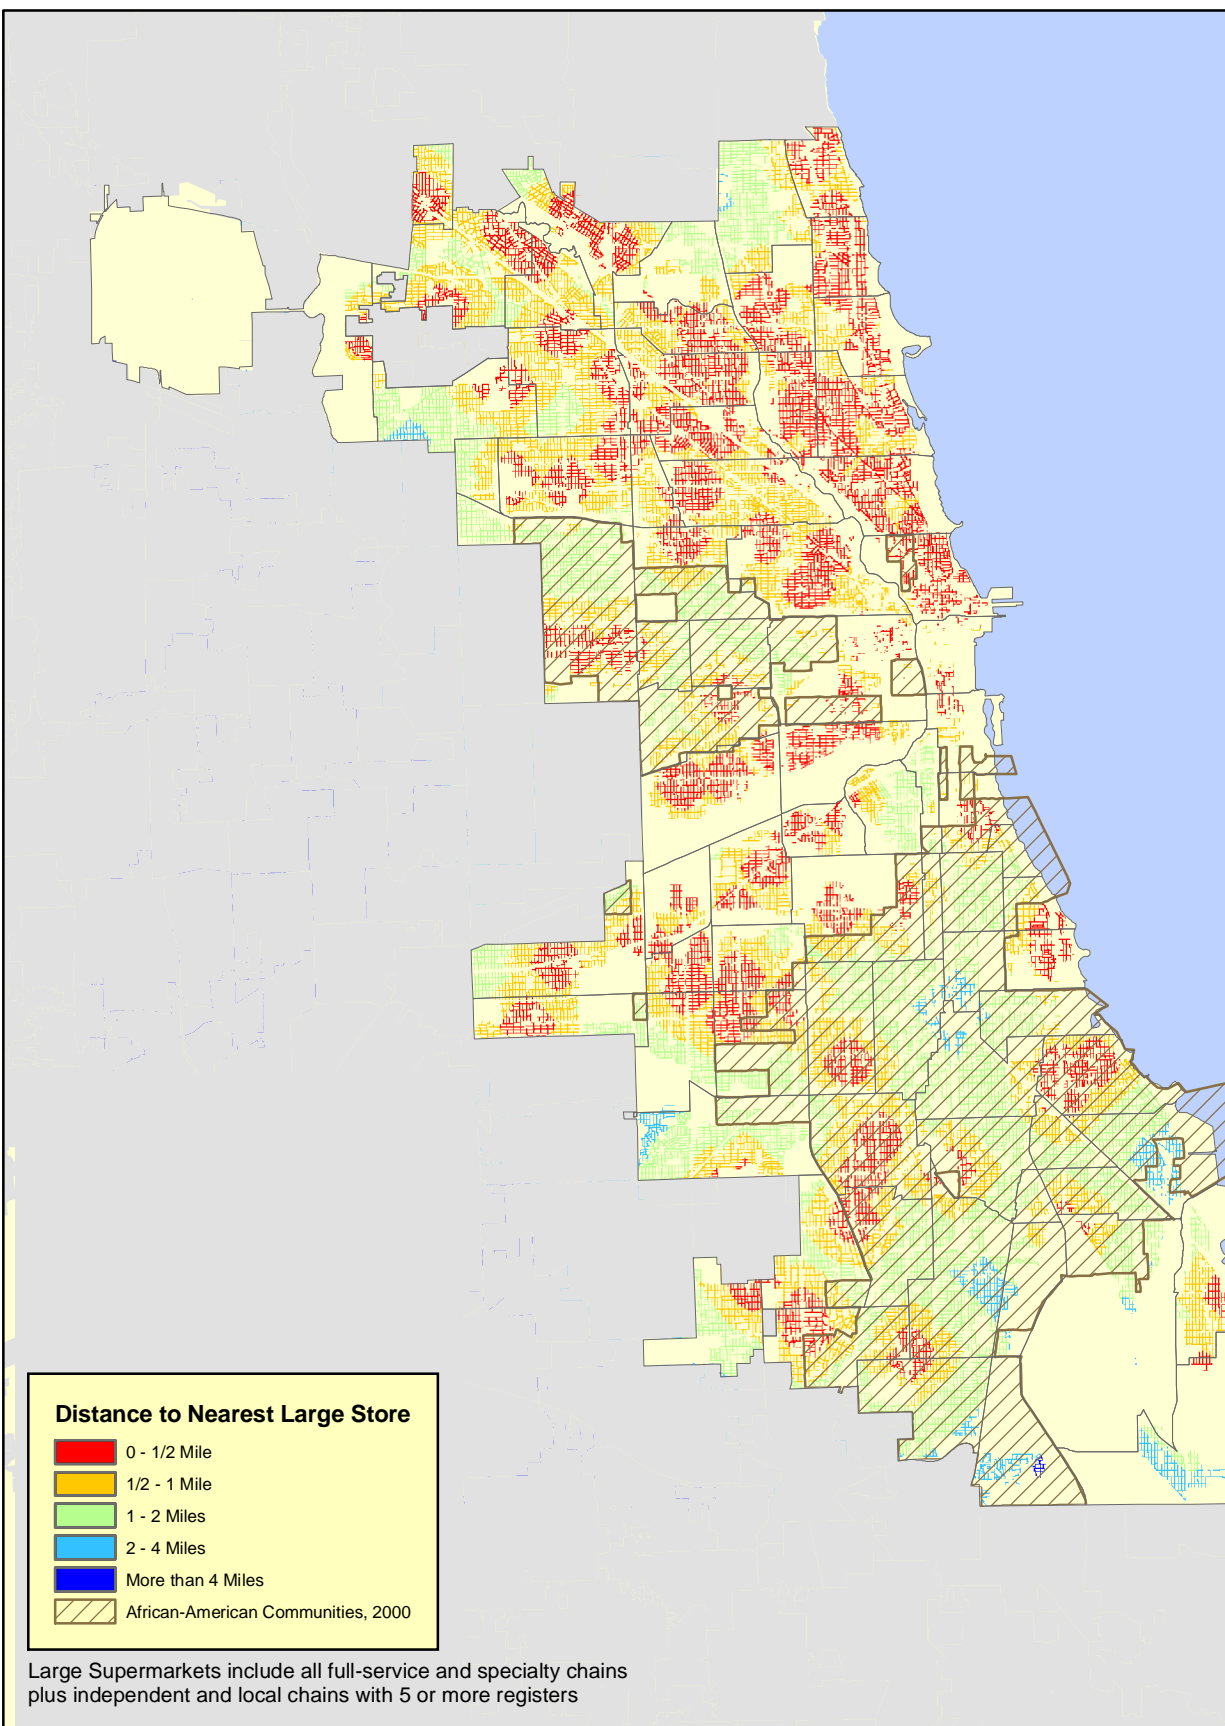 Distance to Nearest Large Store
0 - 1/2 Mile
1/2 - 1 Mile
1 - 2 Miles
2 - 4 Miles
More than 4 Miles
African-American Communities, 2000
Large Supermarkets include all full-service and specialty chains
plus independent and local chains with 5 or more registers